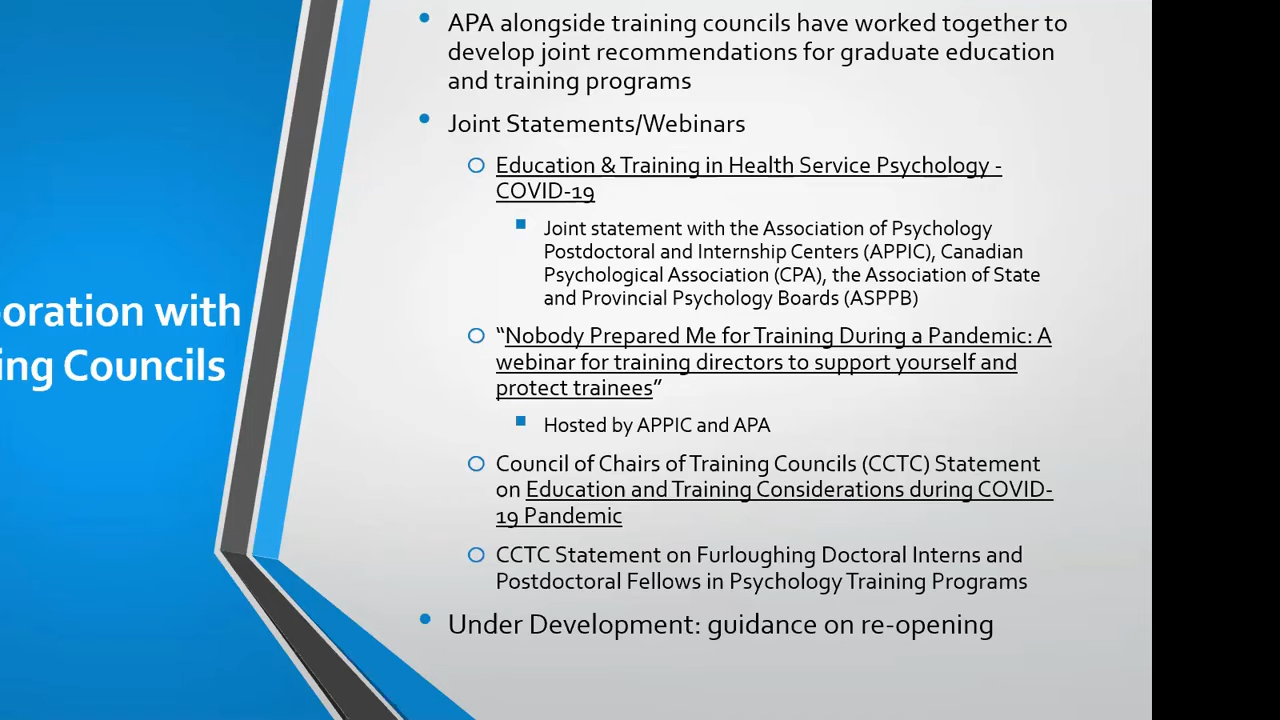 APA alongside training councils have worked together to
develop joint recommendations for graduate education
and training programs
Joint Statements/Webinars
Education & Training in Health Service Psychology -
COVID-19
Joint statement with the Association of Psychology
Postdoctoral and Internship Centers (APPIC), Canadian
Psychological Association (CPA), the Association of State
and Provincial Psychology Boards (ASPPB)
“Nobody Prepared Me for Training During a Pandemic: A
webinar for training directors to support yourself and
protect trainees”
Hosted by APPIC and APA
Council of Chairs of Training Councils (CCTC) Statement
on Education and Training Considerations during COVID-
19 Pandemic
CCTC Statement on Furloughing Doctoral Interns and
Postdoctoral Fellows in Psychology Training Programs
Under Development: guidance on re-opening
oration with
ing Councils